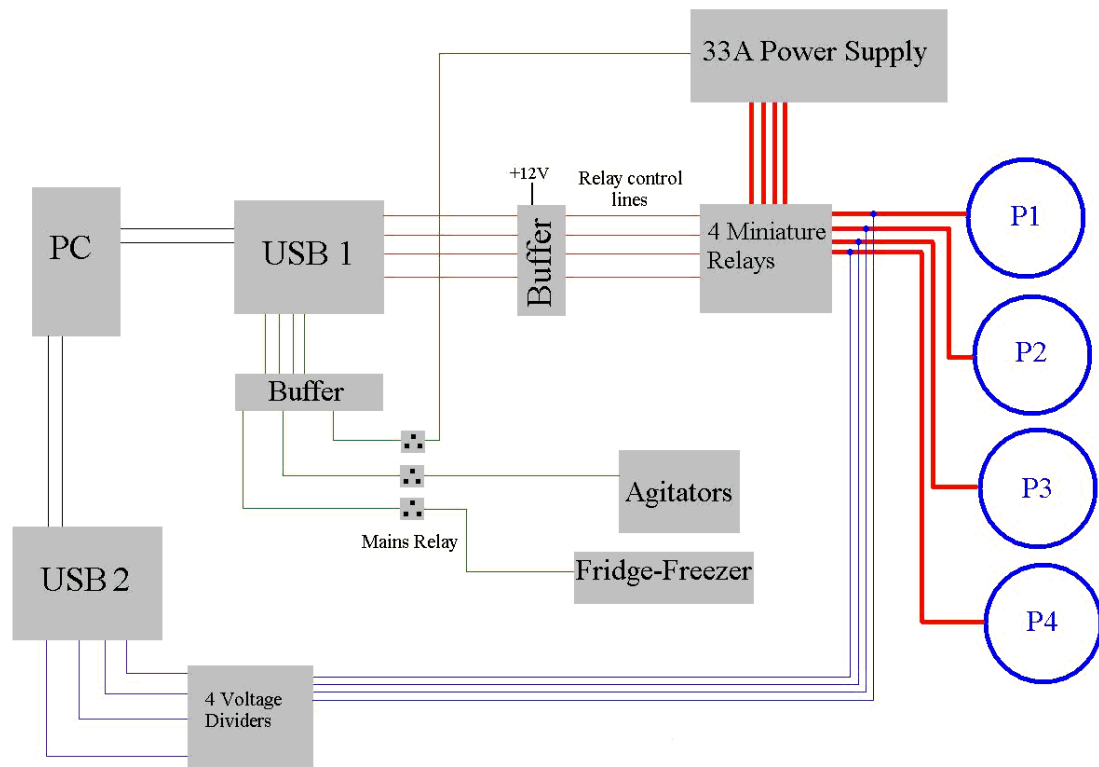 33A Power Supply
+12V
Relay control
lines
PC
USB 1
Buffer
4 Miniature
Relays
P1
P2
Buffer
Agitators
P3
Mains Relay
USB 2
Fridge-Freezer
P4
4 Voltage
Dividers